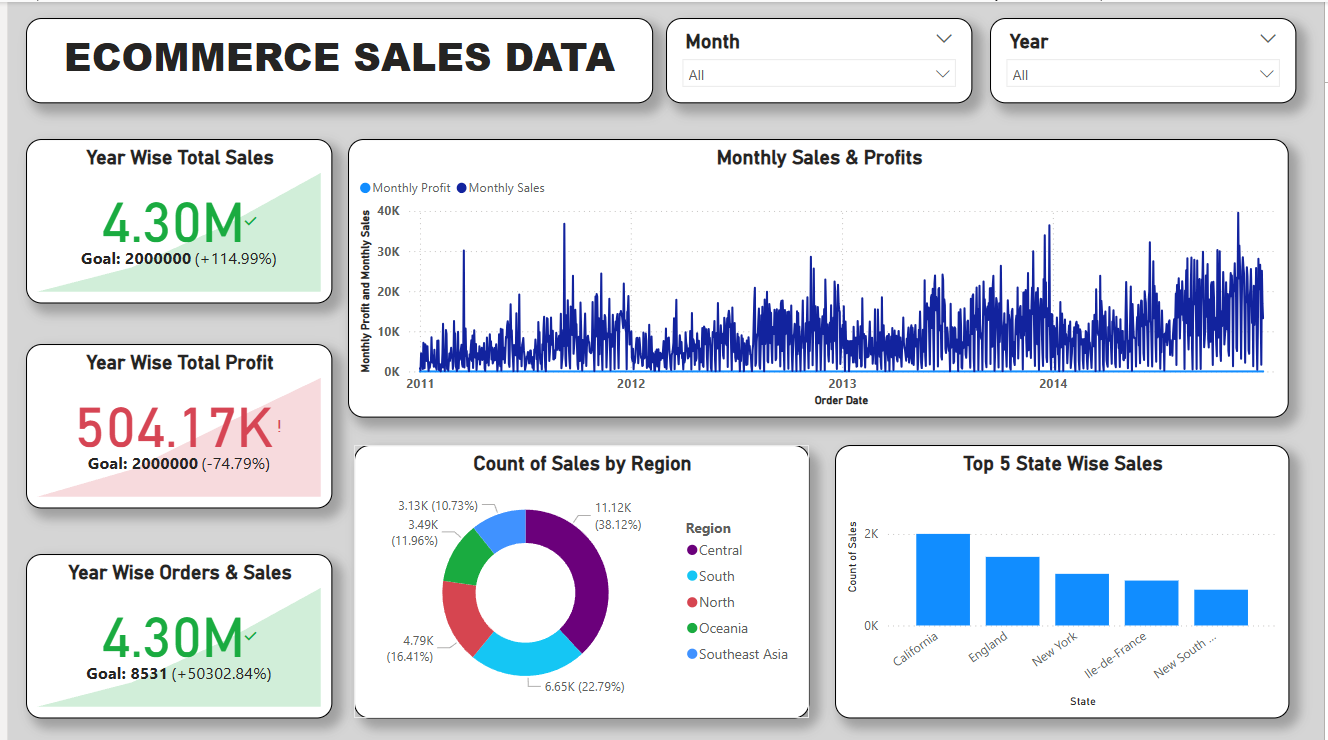 ECOMMERCE SALES DATA
Month
All
Year
All
Year Wise Total Sales
4.30M
Goal: 2000000 (+114.99%)
Year Wise Total Profit
504.17K!
Goal: 2000000 (-74.79%)
Year Wise Orders & Sales
4.30M
Goal: 8531 (+50302.84%)
Monthly Sales & Profits
Monthly Profit Monthly Sales
Monthly Profit and Monthly Sales
40K
30K
20K
10K
0K
2011 2012 2013 2014
Order Date
Count of Sales by Region
3.13K (10.73%)
3.49K
(11.96%)
4.79K
(16.41%)
11.12K
(38.12%)
6.65K (22.79%)
Region
Central
South
North
Oceania
Southeast Asia
Top 5 State Wise Sales
Count of Sales
2K
0K
California
England
New York
Ile-de-France
New South ...
State